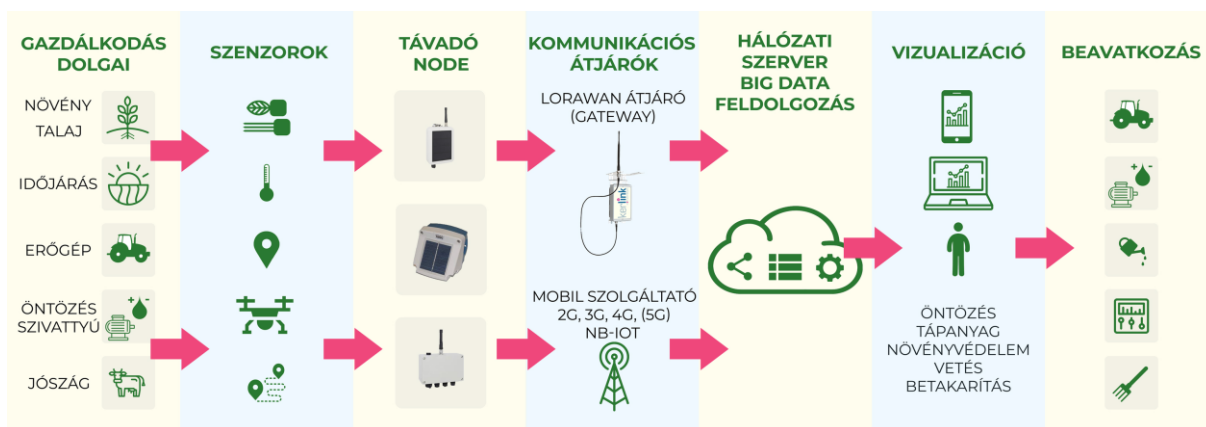 GAZDÁLKODÁS
DOLGAI
NÖVÉNY
TALAJ
IDŐJÁRÁS
ERŐGÉP
ÖNTÖZÉS
SZIVATTYÚ
JÓSZÁG
SZENZOROK
TÁVADÓ
NODE
KOMMUNIKÁCIÓS
ÁTJÁRÓK
LORAWAN ÁTJÁRÓ
(GATEWAY)
kerlink
MOBIL SZOLGÁLTATÓ
2G, 3G, 4G, (5G)
NB-IOT
HÁLÓZATI
SZERVER
BIG DATA
FELDOLGOZÁS
VIZUALIZÁCIÓ
ÖNTÖZÉS
TÁPANYAG
NÖVÉNYVÉDELEM
VETÉS
BETAKARÍTÁS
BEAVATKOZÁS